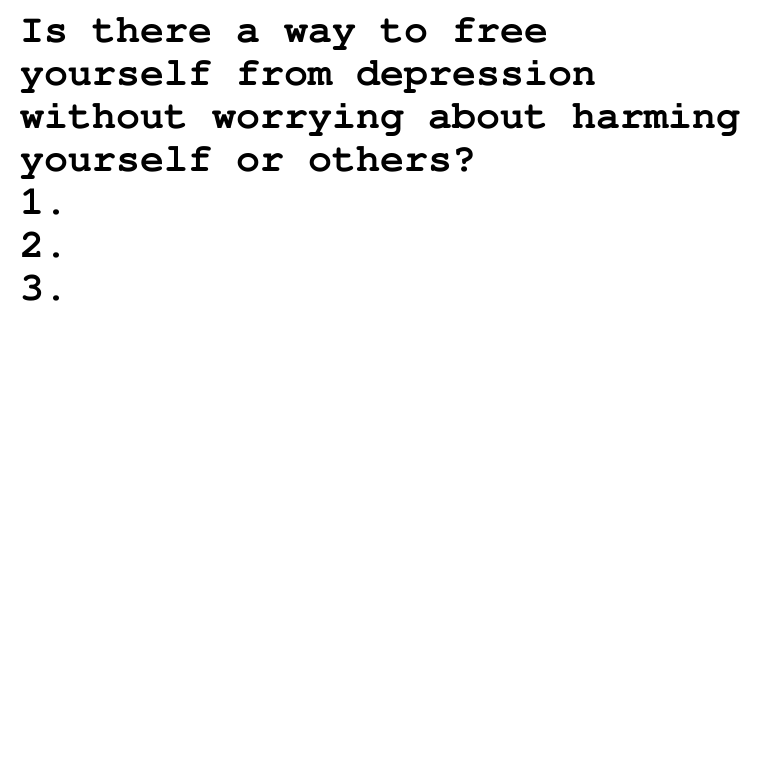 Is there a way to free
yourself from depression
without worrying about harming
yourself or others?
1.
2.
3.